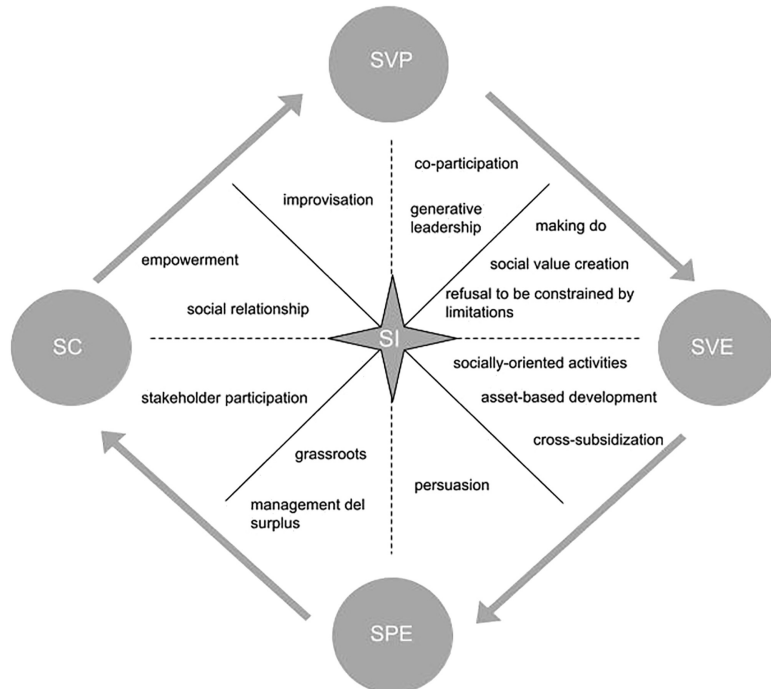 SVP
co-participation
improvisation
generative
leadership
making do
empowerment
social value creation
social relationship
refusal to be constrained by
limitations
SC
SI
SVE
socially-oriented activities
stakeholder participation
asset-based development
grassroots
cross-subsidization
management del
surplus
persuasion
SPE